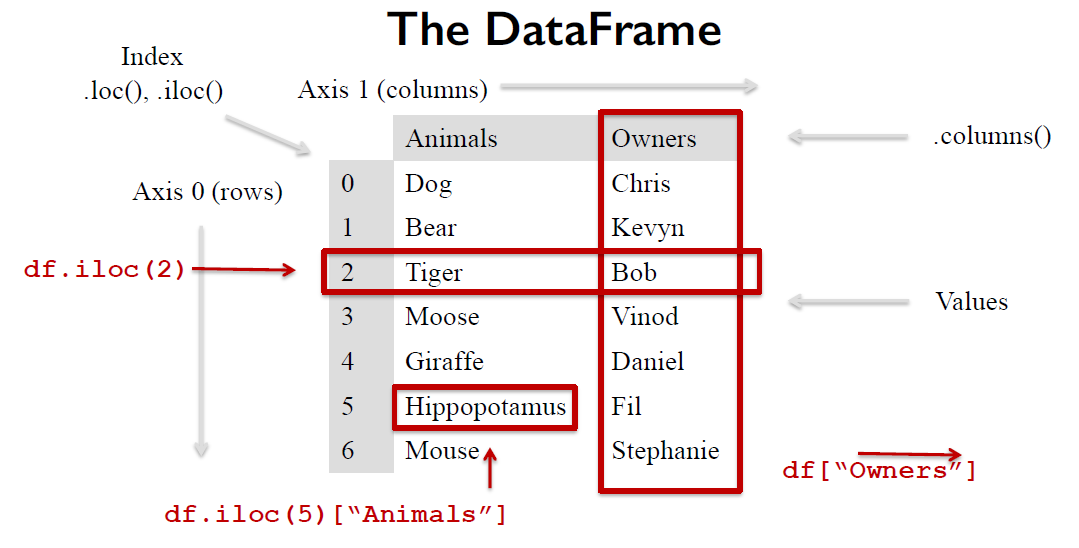 The DataFrame
Index
.loc(), .iloc()
Axis 1 (columns)
.columns()
Animals Owners
Axis 0 (rows)
0 Dog Chris
1 Bear Kevyn
df.iloc(2)
2 Tiger Bob
Values
3 Moose Vinod
4 Giraffe Daniel
5 Hippopotamus Fil
6 Mouse Stephanie
df[“Owners”]
df.iloc(5)[“Animals”]